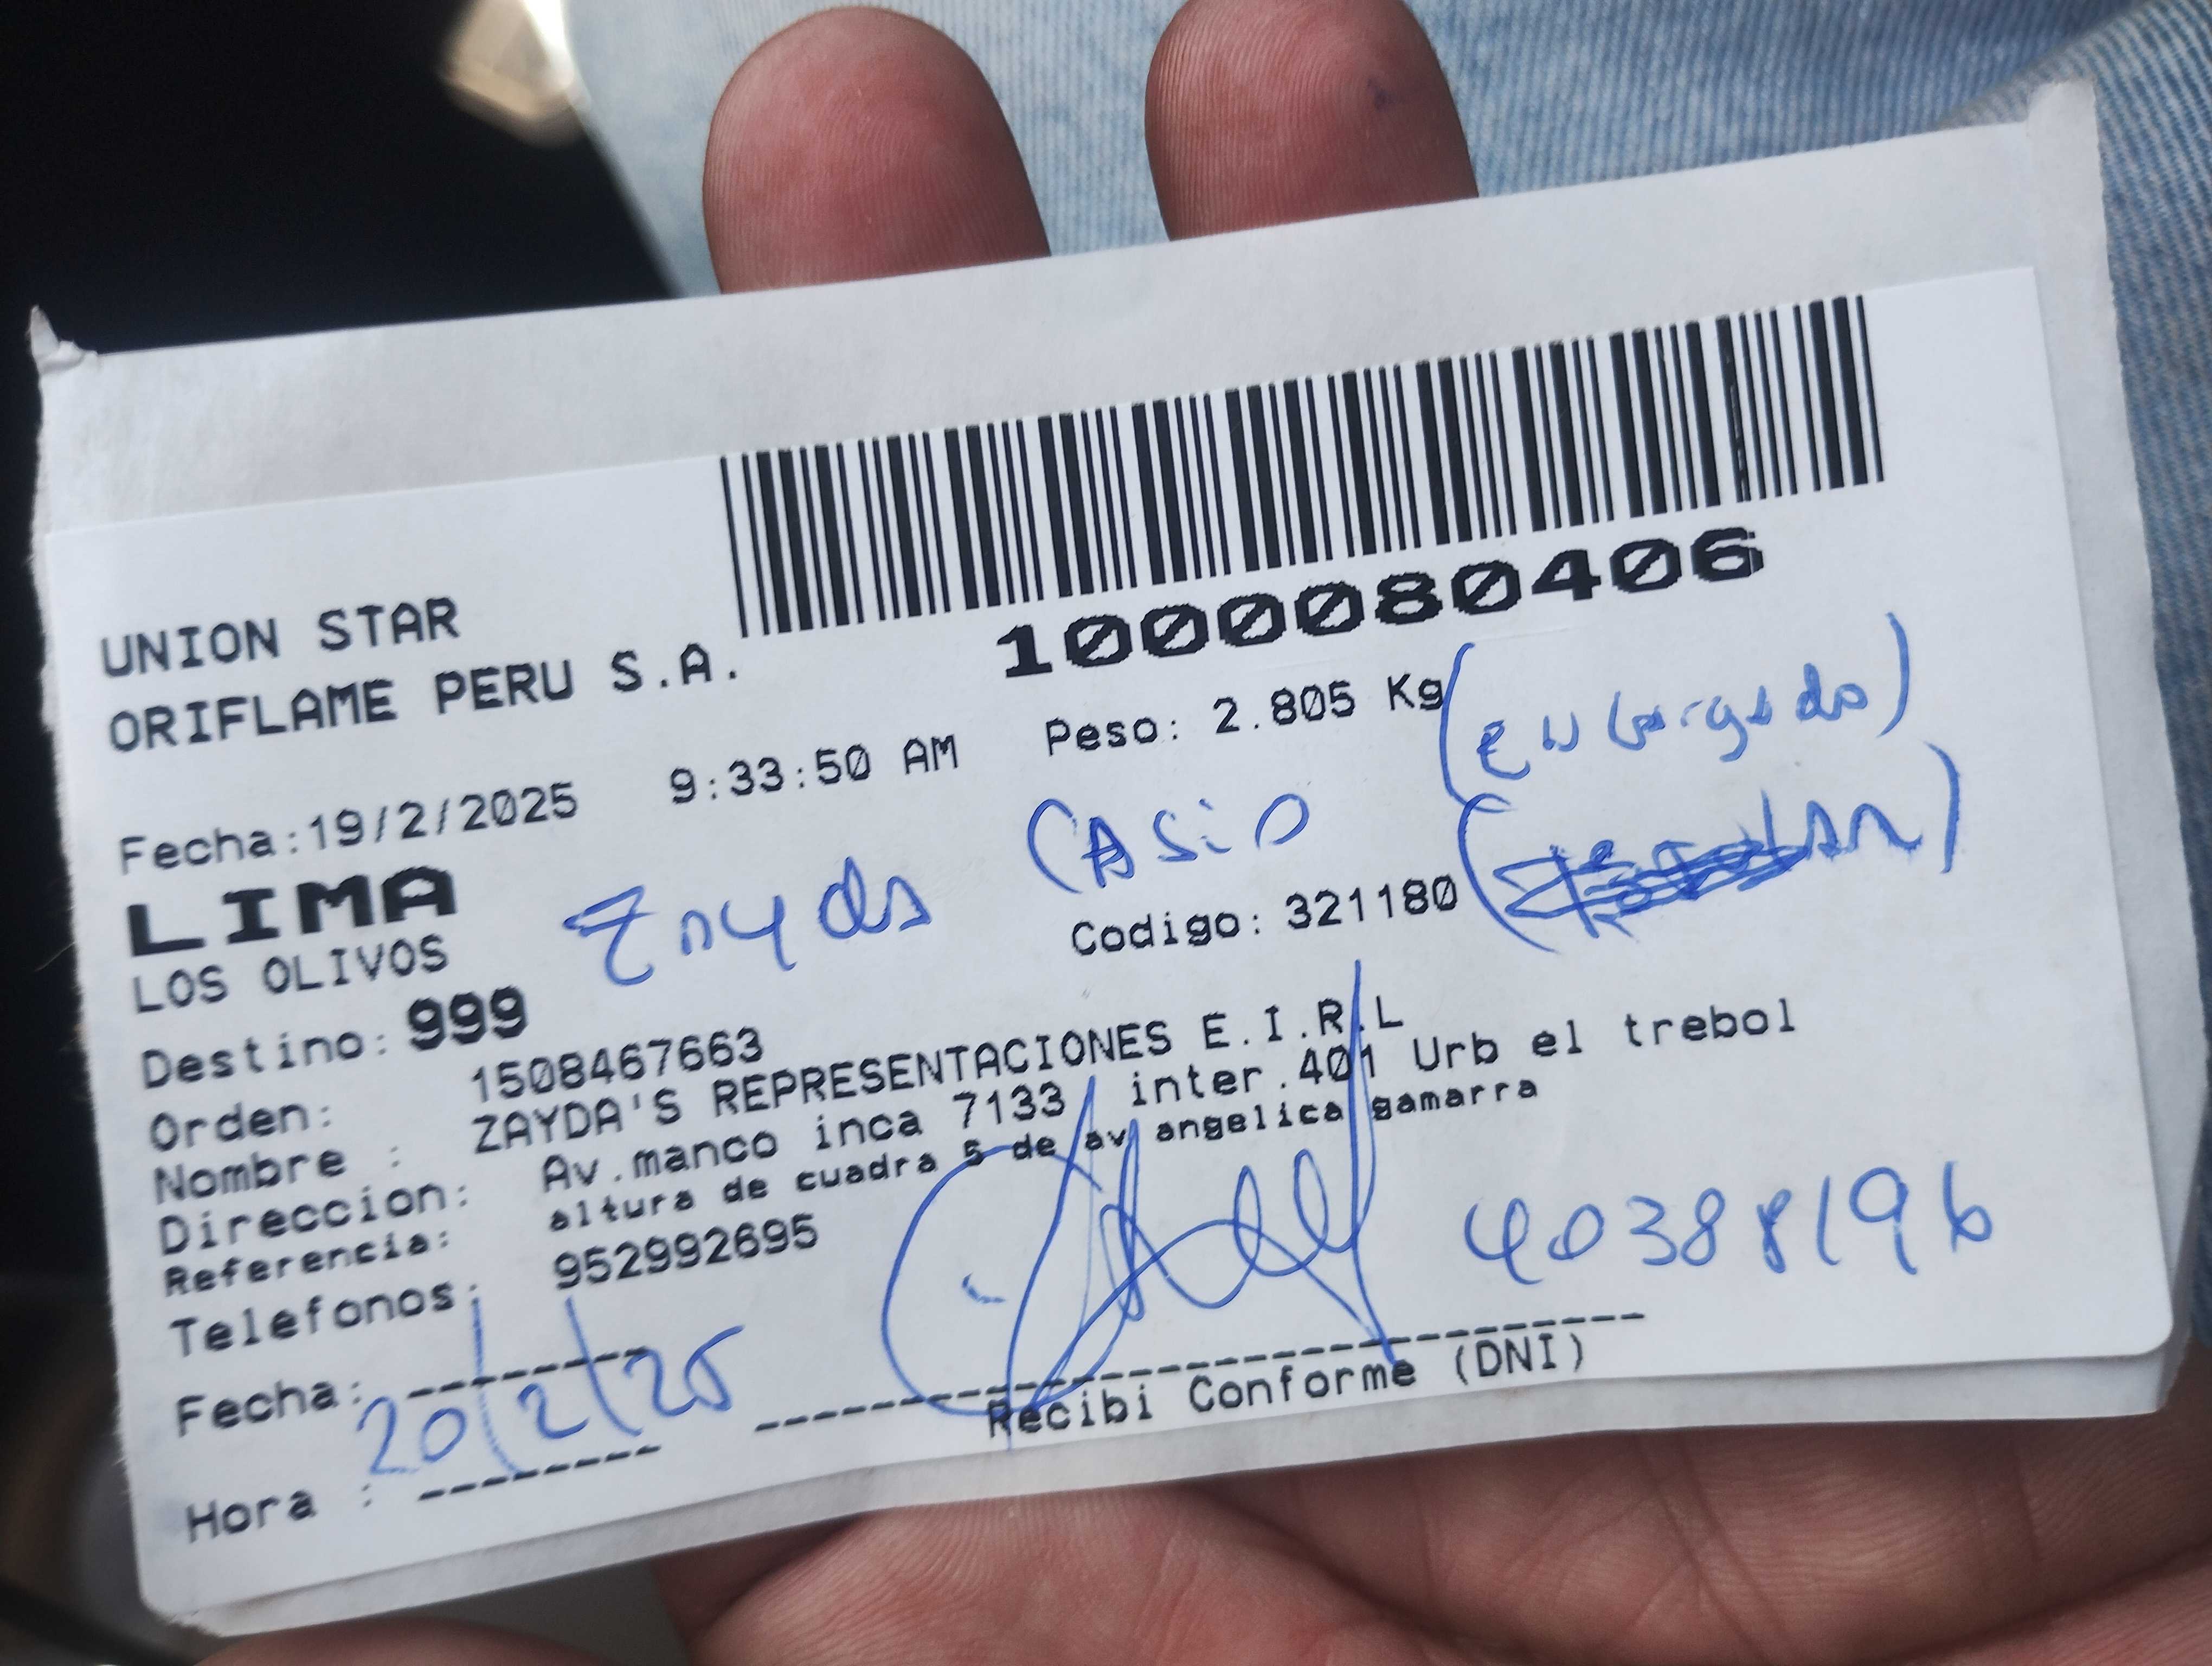 1000080406
UNION STAR
ORIFLAME PERU S.A.
Fecha:19/2/2025 9:33:50 AM Peso: 2.805 Kg
LIMA
LOS OLIVOS Codigo: 321180
CASiO
Destino: 999
Orden: 1508467663
Nombre : ZAYDA'S REPRESENTACIONES E.I.R.L
Direccion: Av.manco inca 7133 inter.401 Urb el trebol
Referencia: altura de cuadra 5 de av angelica gamarra
Telefonos: 952992695
40388196
Fecha: 20/2/25
Recibi Conforme (DNI)
Hora :